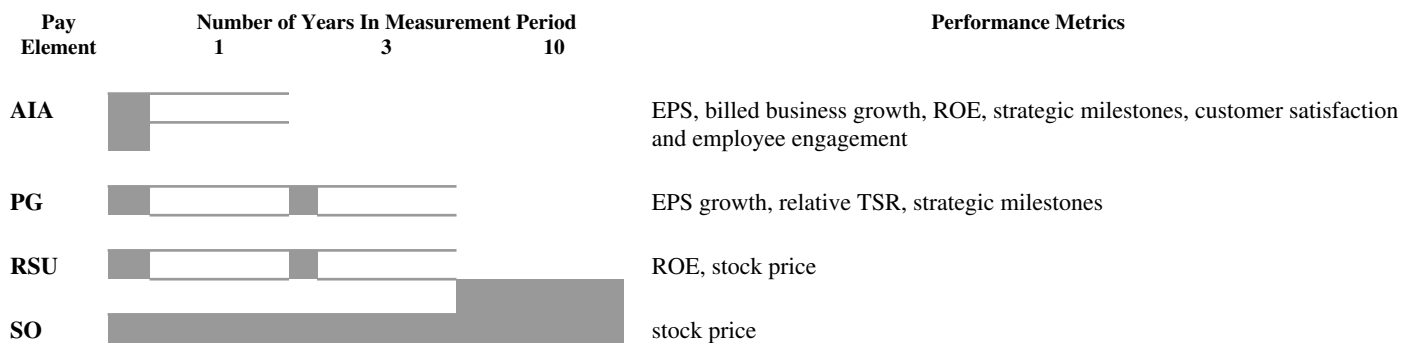 Pay Number of Years In Measurement Period Performance Metrics
Element 1 3 10
AIA EPS, billed business growth, ROE, strategic milestones, customer satisfaction
and employee engagement
PG EPS growth, relative TSR, strategic milestones
RSU ROE, stock price
SO stock price